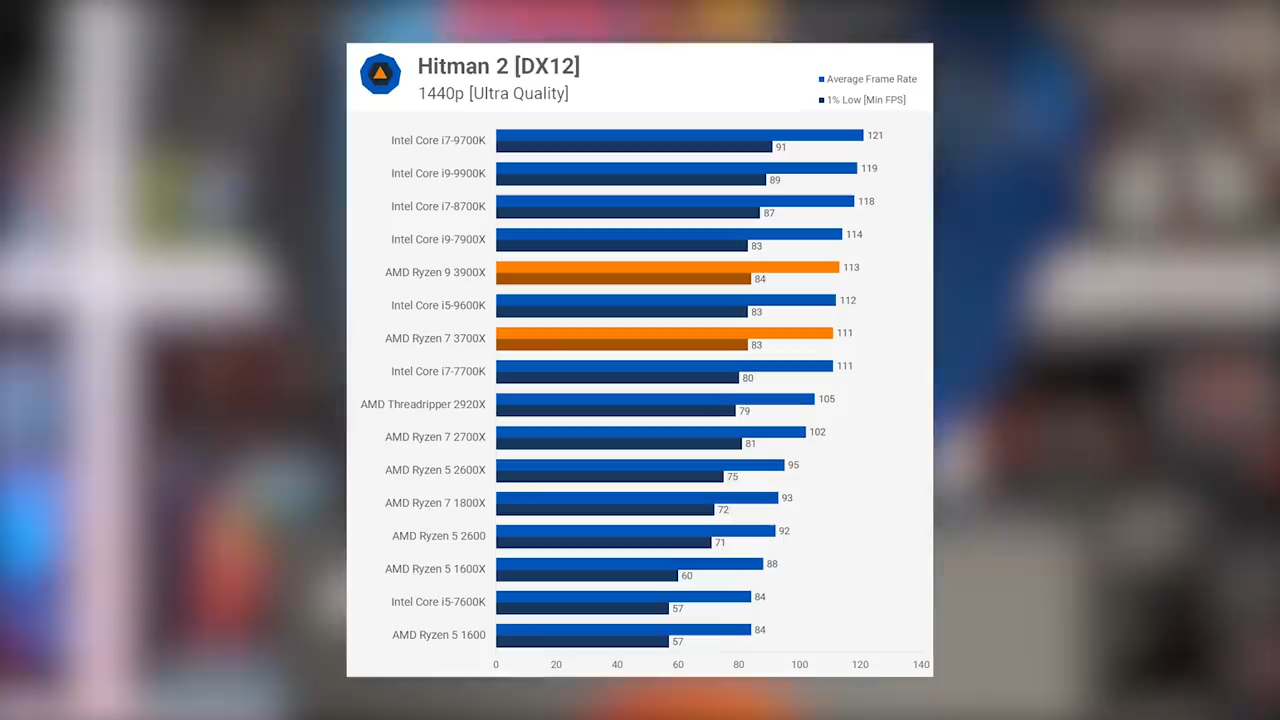 Hitman 2 [DX12]
1440p [Ultra Quality]
Average Frame Rate
1% Low [Min FPS]
Intel Core i7-9700K 121 91
Intel Core i9-9900K 119 89
Intel Core i7-8700K 118 87
Intel Core i9-7900X 114 83
AMD Ryzen 9 3900X 113 84
Intel Core i5-9600K 112 83
AMD Ryzen 7 3700X 111 83
Intel Core i7-7700K 111 80
AMD Threadripper 2920X 105 79
AMD Ryzen 7 2700X 102 81
AMD Ryzen 5 2600X 95 75
AMD Ryzen 7 1800X 93 72
AMD Ryzen 5 2600 92 71
AMD Ryzen 5 1600X 88 60
Intel Core i5-7600K 84 57
AMD Ryzen 5 1600 84 57
0 20 40 60 80 100 120 140